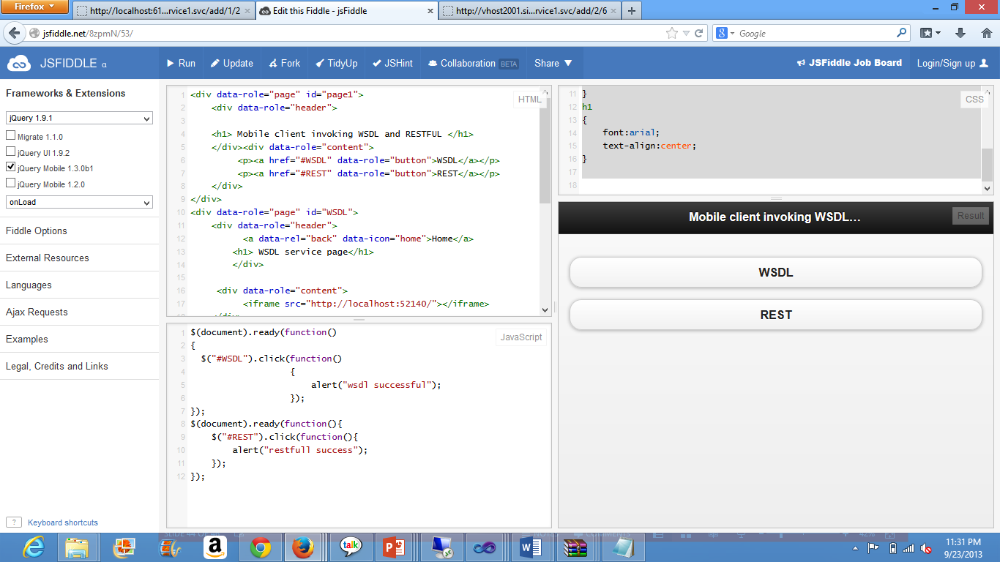 Firefox
http://localhost:61...rvice1.svc/add/1/2
Edit this Fiddle - jsFiddle
http://vhost2001.si...rvice1.svc/add/2/6
jsfiddle.net/8zpmN/53/
Google
JSFIDDLE α
Run
Update
Fork
TidyUp
JSHint
Collaboration BETA
Share
JSFiddle Job Board
Login/Sign up
Frameworks & Extensions
jQuery 1.9.1
Migrate 1.1.0
jQuery UI 1.9.2
jQuery Mobile 1.3.0b1
jQuery Mobile 1.2.0
onLoad
Fiddle Options
External Resources
Languages
Ajax Requests
Examples
Legal, Credits and Links
? Keyboard shortcuts
HTML
1 <div data-role="page" id="page1">
2 <div data-role="header">
3
4 <h1> Mobile client invoking WSDL and RESTFUL </h1>
5 </div><div data-role="content">
6 <p><a href="#WSDL" data-role="button">WSDL</a></p>
7 <p><a href="#REST" data-role="button">REST</a></p>
8 </div>
9 </div>
10 <div data-role="page" id="WSDL">
11 <div data-role="header">
12 <a data-rel="back" data-icon="home">Home</a>
13 <h1> WSDL service page</h1>
14 </div>
15
16 <div data-role="content">
17 <iframe src="http://localhost:52140/"></iframe>
</div>
JavaScript
1 $(document).ready(function()
2 {
3 $("#WSDL").click(function()
4 {
5 alert("wsdl successful");
6 });
7 });
8 $(document).ready(function(){
9 $("#REST").click(function(){
10 alert("restfull success");
11 });
12 });
CSS
11 }
12 h1
13 {
14 font:arial;
15 text-align:center;
16 }
17
18
Mobile client invoking WSDL...
Result
WSDL
REST
talk
11:31 PM
9/23/2013